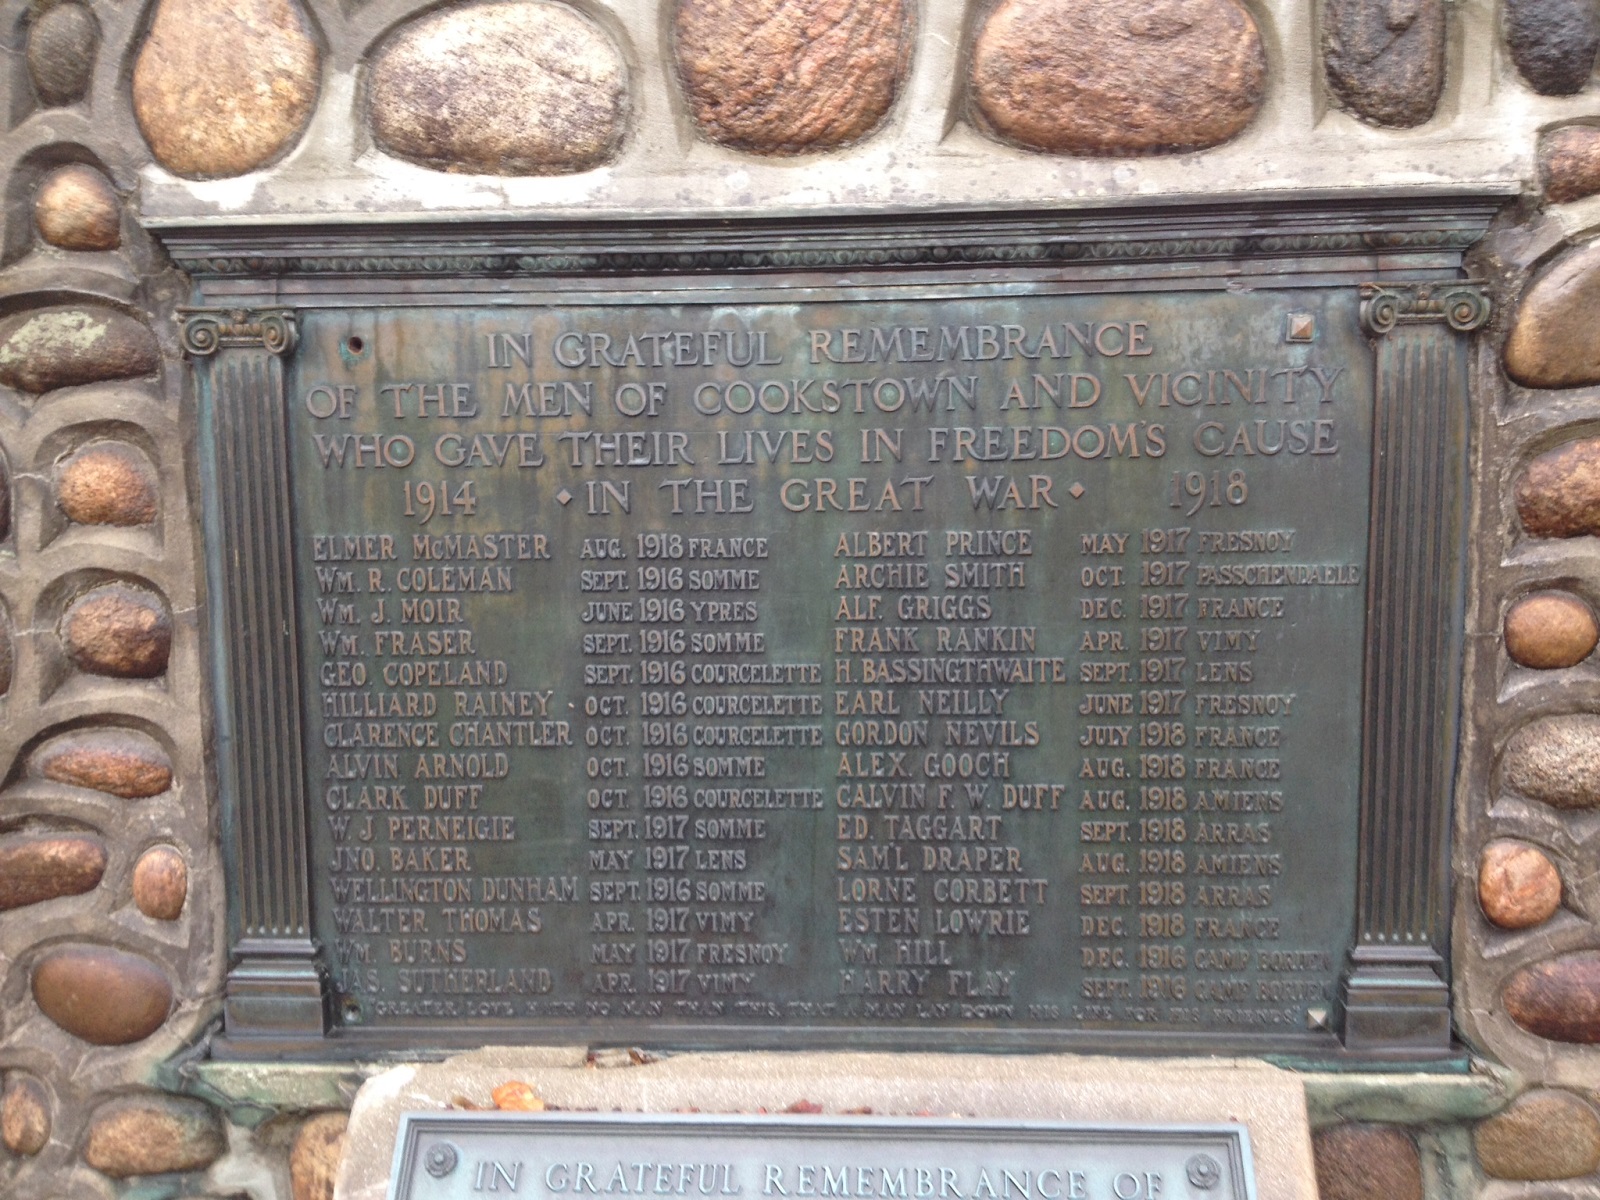 IN GRATEFUL REMEMBRANCE
OF THE MEN OF COOKSTOWN AND VICINITY
WHO GAVE THEIR LIVES IN FREEDOM'S CAUSE
1914 • IN THE GREAT WAR • 1918
ELMER McMASTER AUG. 1918 FRANCE
WM. R. COLEMAN SEPT. 1916 SOMME
WM. J. MOIR JUNE 1916 YPRES
WM. FRASER SEPT. 1916 SOMME
GEO. COPELAND SEPT. 1916 COURCELETTE
HILLIARD RAINEY OCT. 1916 COURCELETTE
CLARENCE CHANTLER OCT. 1916 COURCELETTE
ALVIN ARNOLD OCT. 1916 SOMME
CLARK DUFF OCT. 1916 COURCELETTE
W. J. PERNEIGIE SEPT. 1917 SOMME
JNO. BAKER MAY 1917 LENS
WELLINGTON DUNHAM SEPT. 1916 SOMME
WALTER THOMAS APR. 1917 VIMY
WM. BURNS MAY 1917 FRESNOY
JAS. SUTHERLAND APR. 1917 VIMY
ALBERT PRINCE MAY 1917 FRESNOY
ARCHIE SMITH OCT. 1917 PASSCHENDAELE
ALF. GRIGGS DEC. 1917 FRANCE
FRANK RANKIN APR. 1917 VIMY
H. BASSINGTHWAITE SEPT. 1917 LENS
EARL NEILLY JUNE 1917 FRESNOY
GORDON NEVILS JULY 1918 FRANCE
ALEX. GOOCH AUG. 1918 FRANCE
CALVIN F. W. DUFF AUG. 1918 AMIENS
ED. TAGGART SEPT. 1918 ARRAS
SAM'L DRAPER AUG. 1918 AMIENS
LORNE CORBETT SEPT. 1918 ARRAS
ESTEN LOWRIE DEC. 1918 FRANCE
WM. HILL DEC. 1916 CAMP BORDEN
HARRY FLAY SEPT. 1916 CAMP BORDEN
"GREATER LOVE HATH NO MAN THAN THIS, THAT A MAN LAY DOWN HIS LIFE FOR HIS FRIENDS."
IN GRATEFUL REMEMBRANCE OF